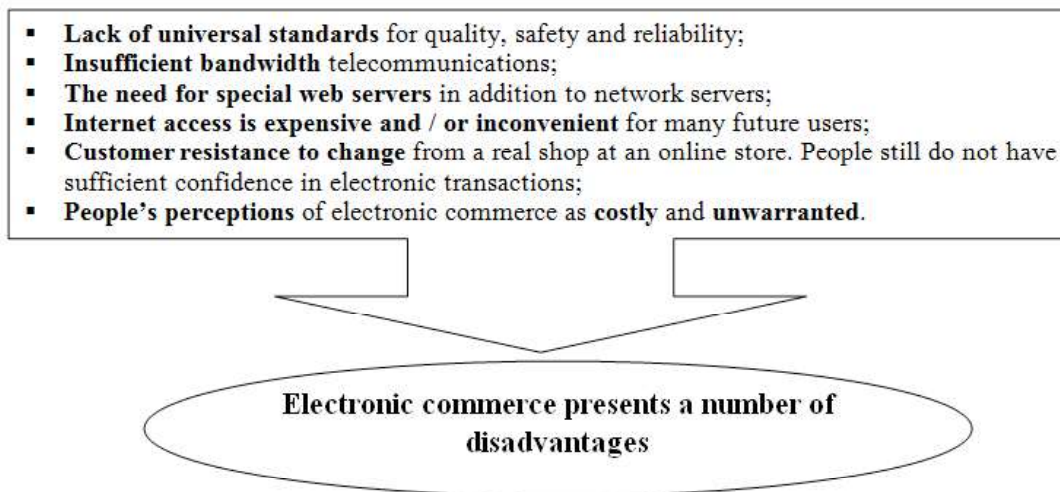 ▪ Lack of universal standards for quality, safety and reliability;
▪ Insufficient bandwidth telecommunications;
▪ The need for special web servers in addition to network servers;
▪ Internet access is expensive and / or inconvenient for many future users;
▪ Customer resistance to change from a real shop at an online store. People still do not have
sufficient confidence in electronic transactions;
▪ People's perceptions of electronic commerce as costly and unwarranted.
Electronic commerce presents a number of
disadvantages